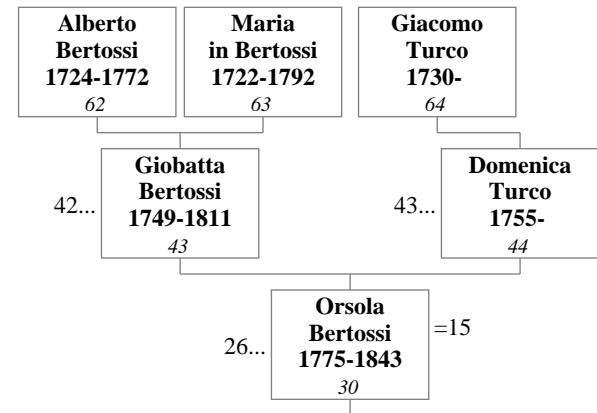 Alberto
Bertossi
1724-1772
62
Maria
in Bertossi
1722-1792
63
Giacomo
Turco
1730-
64
42...
Giobatta
Bertossi
1749-1811
43
43...
Domenica
Turco
1755-
44
26...
Orsola
Bertossi
1775-1843
30
=15